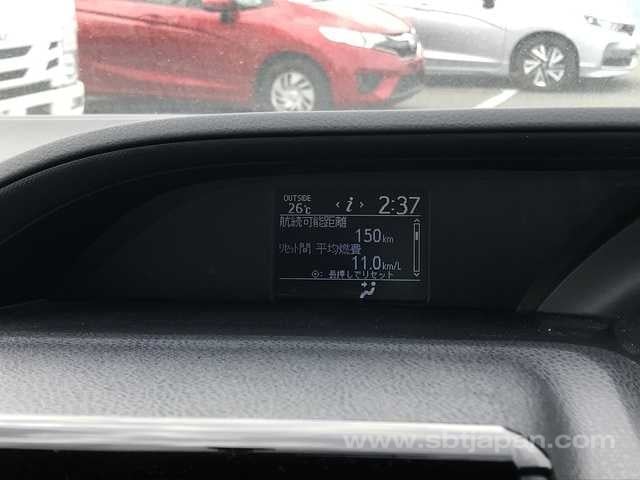 OUTSIDE
26℃ ‹ i › 2:37
航続可能距離
150km
リセット間 平均燃費
11.0km/L
⊙: 長押しでリセット
www.sbtjapan.com